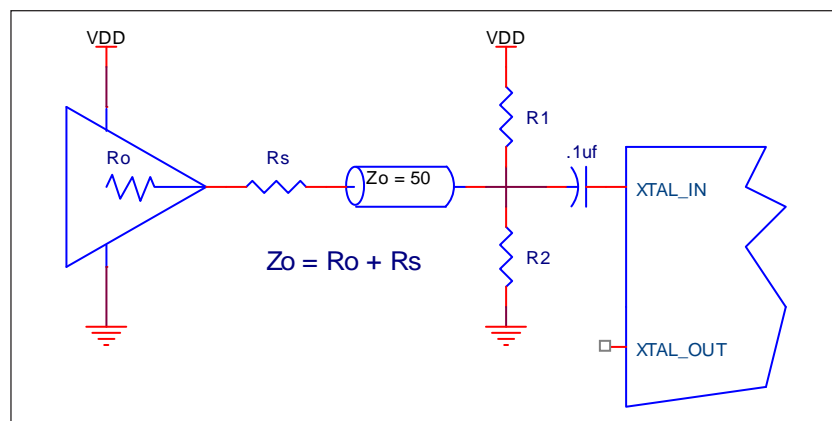 VDD
VDD
R1
Ro
Rs
Zo = 50
.1uf
XTAL_IN
Zo = Ro + Rs
R2
XTAL_OUT